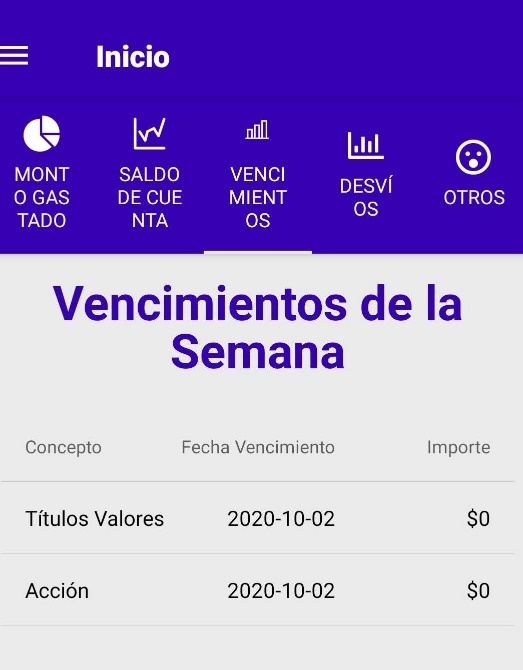 Inicio
MONT
O GAS
TADO
SALDO
DE CUE
NTA
VENCI
MIENT
OS
DESVÍ
OS
OTROS
Vencimientos de la
Semana
Concepto Fecha Vencimiento Importe
Títulos Valores 2020-10-02 $0
Acción 2020-10-02 $0